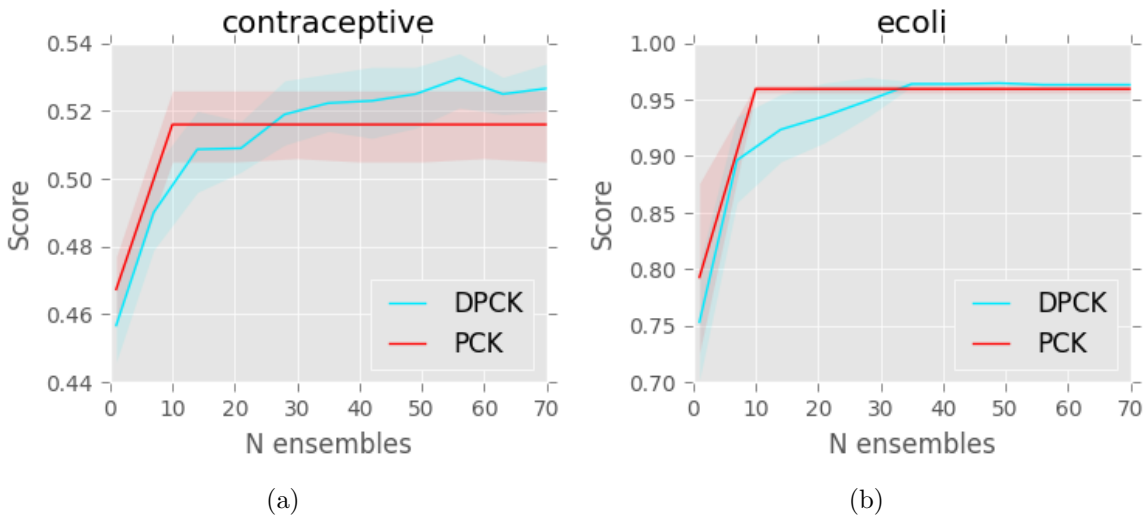 contraceptive
0.54
0.52
0.50
0.48
0.46
0.44
Score
DPCK
PCK
0 10 20 30 40 50 60 70
N ensembles
(a)
ecoli
1.00
0.95
0.90
0.85
0.80
0.75
0.70
Score
DPCK
PCK
0 10 20 30 40 50 60 70
N ensembles
(b)